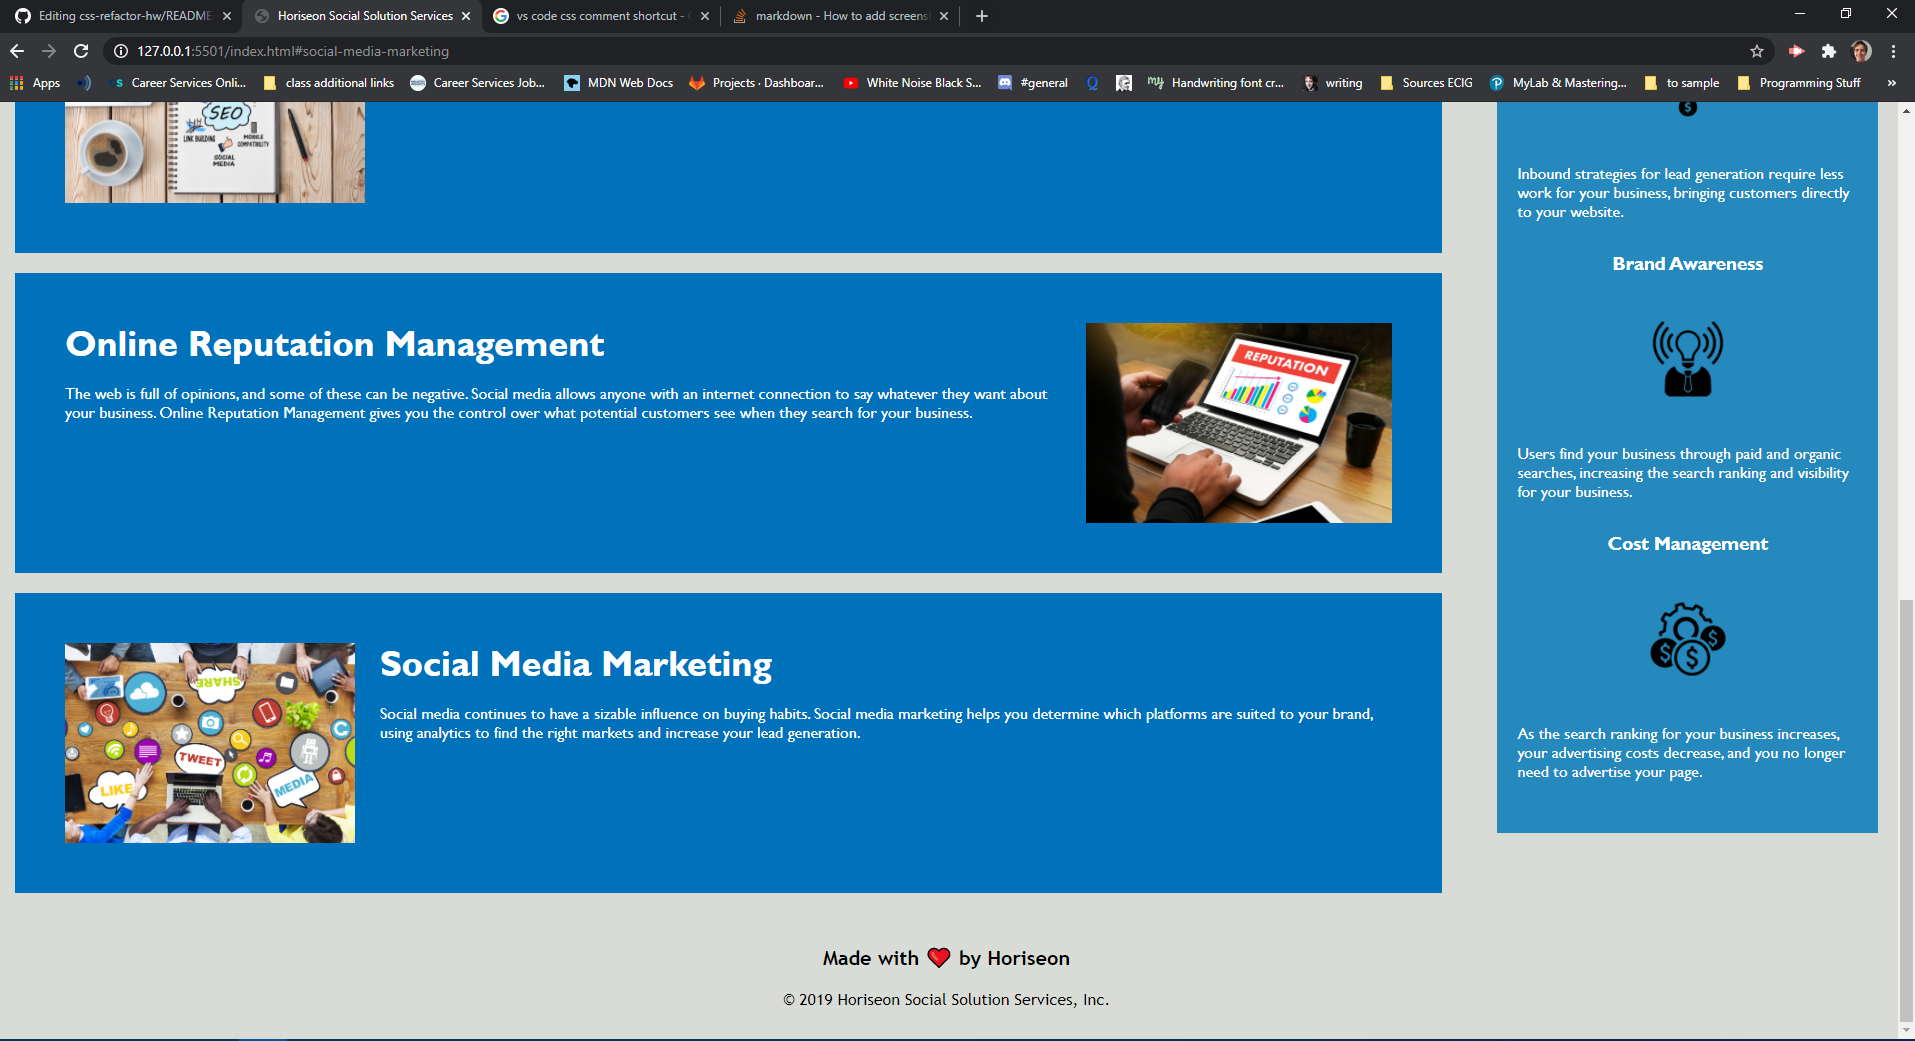 Editing css-refactor-hw/README.
Horiseon Social Solution Services
vs code css comment shortcut -
markdown - How to add screens
127.0.0.1:5501/index.html#social-media-marketing
Apps
Career Services Onli...
class additional links
Career Services Job...
MDN Web Docs
Projects · Dashboar...
White Noise Black S...
#general
Handwriting font cr...
writing
Sources ECIG
MyLab & Mastering...
to sample
Programming Stuff
»
SEO
LINK BUILDING
MOBILE COMPATIBILITY
SOCIAL MEDIA
Inbound strategies for lead generation require less
work for your business, bringing customers directly
to your website.
Brand Awareness
Users find your business through paid and organic
searches, increasing the search ranking and visibility
for your business.
Cost Management
As the search ranking for your business increases,
your advertising costs decrease, and you no longer
need to advertise your page.
Online Reputation Management
The web is full of opinions, and some of these can be negative. Social media allows anyone with an internet connection to say whatever they want about
your business. Online Reputation Management gives you the control over what potential customers see when they search for your business.
REPUTATION
SHARE
TWEET
LIKE
MEDIA
Social Media Marketing
Social media continues to have a sizable influence on buying habits. Social media marketing helps you determine which platforms are suited to your brand,
using analytics to find the right markets and increase your lead generation.
Made with ❤️ by Horiseon
© 2019 Horiseon Social Solution Services, Inc.